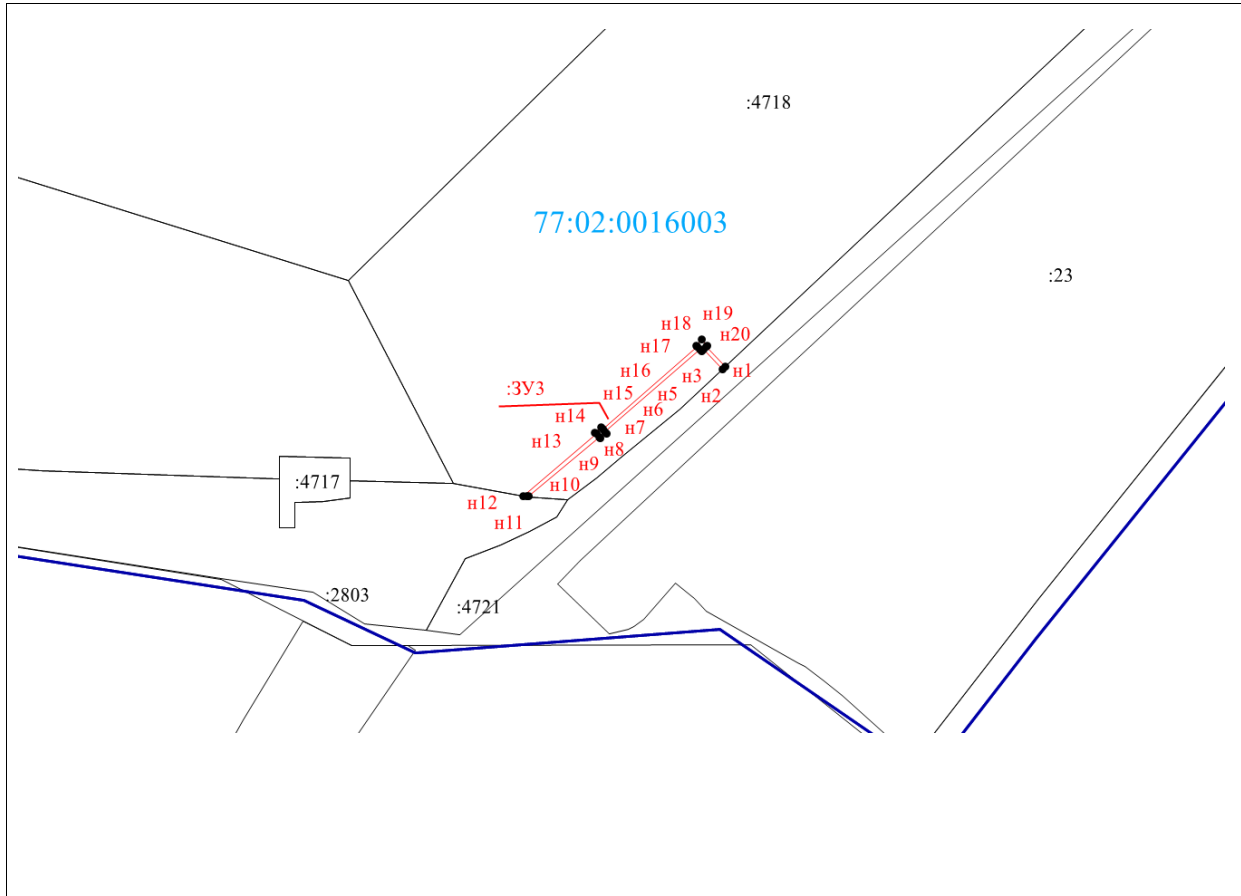 :4718
77:02:0016003
:23
н19
н18
н20
н17
н1
н3
н16
:ЗУ3
н15
н5
н2
н14
н6
н7
н13
н8
н9
:4717
н10
н12
н11
:2803
:4721